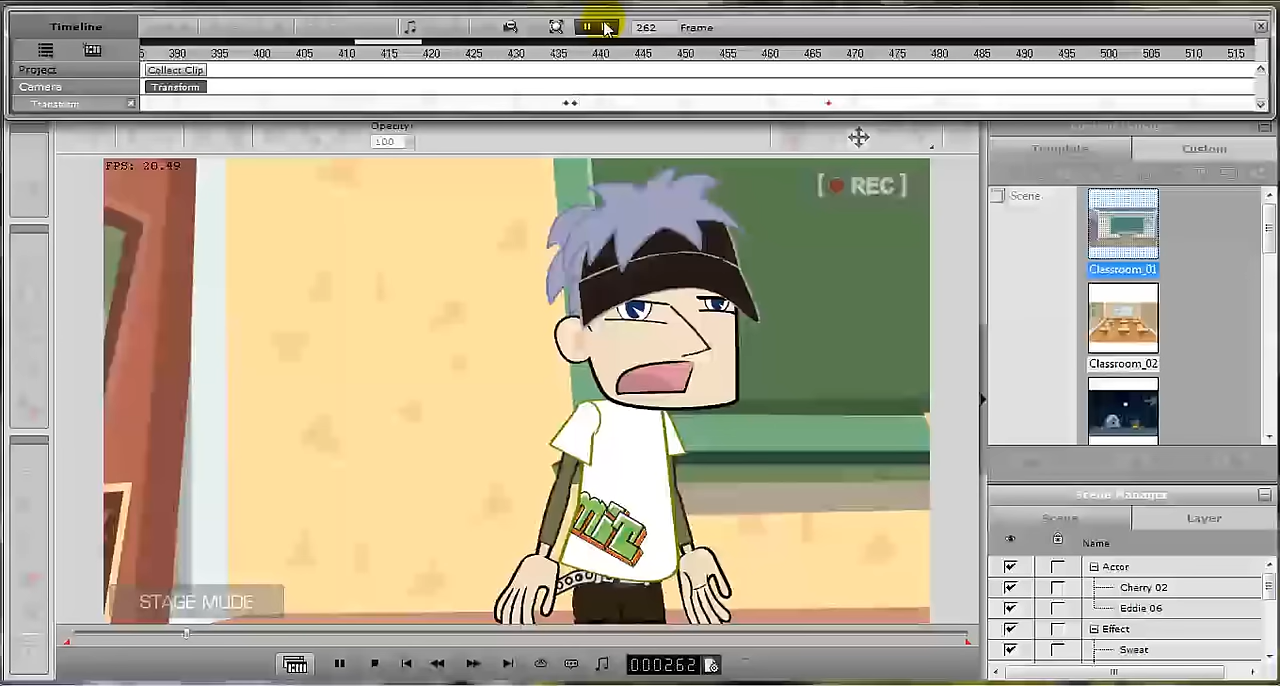 Timeline
262 Frame
390 395 400 405 410 415 420 425 430 435 440 445 450 455 460 465 470 475 480 485 490 495 500 505 510 515
Project Collect Clip
Camera Transform
Transform
Opacity:
100
Content Manager
Template Custom
FPS: 20.49
[ REC ]
Scene
Classroom_01
Classroom_02
Scene Manager
Scene Layer
Name
Actor
Cherry 02
Eddie 06
Effect
Sweat
STAGE MODE
000262